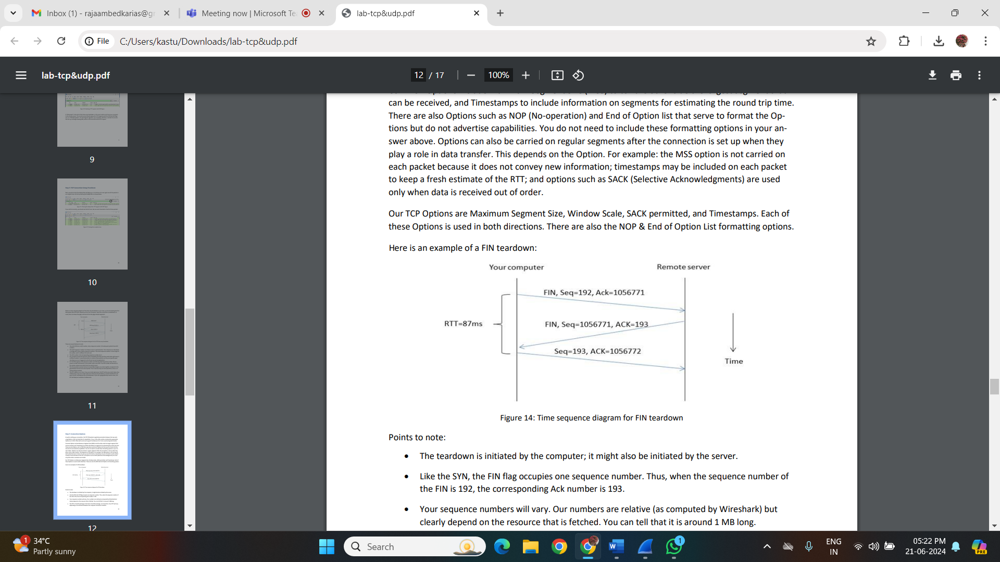 Inbox (1) - rajaambedkarias@g
Meeting now | Microsoft Te
lab-tcp&udp.pdf
File
C:/Users/kastu/Downloads/lab-tcp&udp.pdf
lab-tcp&udp.pdf
12 / 17
100%
can be received, and Timestamps to include information on segments for estimating the round trip time.
There are also Options such as NOP (No-operation) and End of Option list that serve to format the Op-
tions but do not advertise capabilities. You do not need to include these formatting options in your an-
swer above. Options can also be carried on regular segments after the connection is set up when they
play a role in data transfer. This depends on the Option. For example: the MSS option is not carried on
each packet because it does not convey new information; timestamps may be included on each packet
to keep a fresh estimate of the RTT; and options such as SACK (Selective Acknowledgments) are used
only when data is received out of order.
Our TCP Options are Maximum Segment Size, Window Scale, SACK permitted, and Timestamps. Each of
these Options is used in both directions. There are also the NOP & End of Option List formatting options.
Here is an example of a FIN teardown:
Your computer
Remote server
FIN, Seq=192, Ack=1056771
RTT=87ms
FIN, Seq=1056771, ACK=193
Seq=193, ACK=1056772
Time
Figure 14: Time sequence diagram for FIN teardown
Points to note:
• The teardown is initiated by the computer; it might also be initiated by the server.
• Like the SYN, the FIN flag occupies one sequence number. Thus, when the sequence number of
the FIN is 192, the corresponding Ack number is 193.
• Your sequence numbers will vary. Our numbers are relative (as computed by Wireshark) but
clearly depend on the resource that is fetched. You can tell that it is around 1 MB long.
9
10
11
12
1
34°C
Partly sunny
Search
W
1
ENG
IN
05:22 PM
21-06-2024
PRE